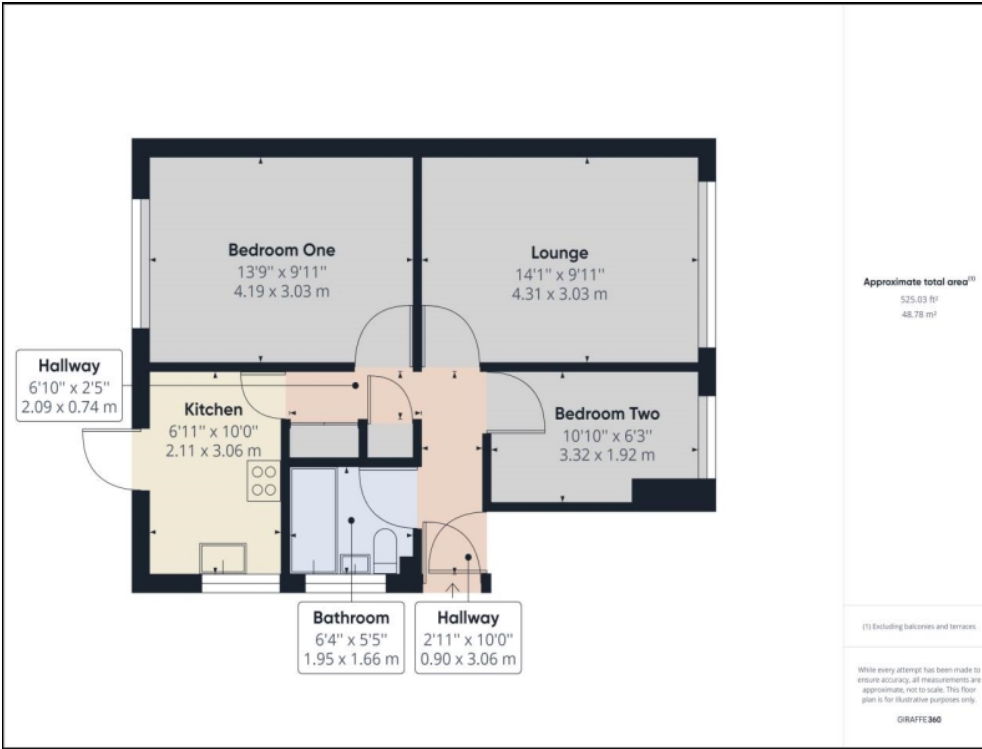 Bedroom One
13'9" x 9'11"
4.19 x 3.03 m
Lounge
14'1" x 9'11"
4.31 x 3.03 m
Hallway
6'10" x 2'5"
2.09 x 0.74 m
Kitchen
6'11" x 10'0"
2.11 x 3.06 m
Bedroom Two
10'10" x 6'3"
3.32 x 1.92 m
Bathroom
6'4" x 5'5"
1.95 x 1.66 m
Hallway
2'11" x 10'0"
0.90 x 3.06 m
Approximate total area(1)
525.03 ft²
48.78 m²
(1) Excluding balconies and terraces
While every attempt has been made to
ensure accuracy, all measurements are
approximate, not to scale. This floor
plan is for illustrative purposes only.
GIRAFFE360